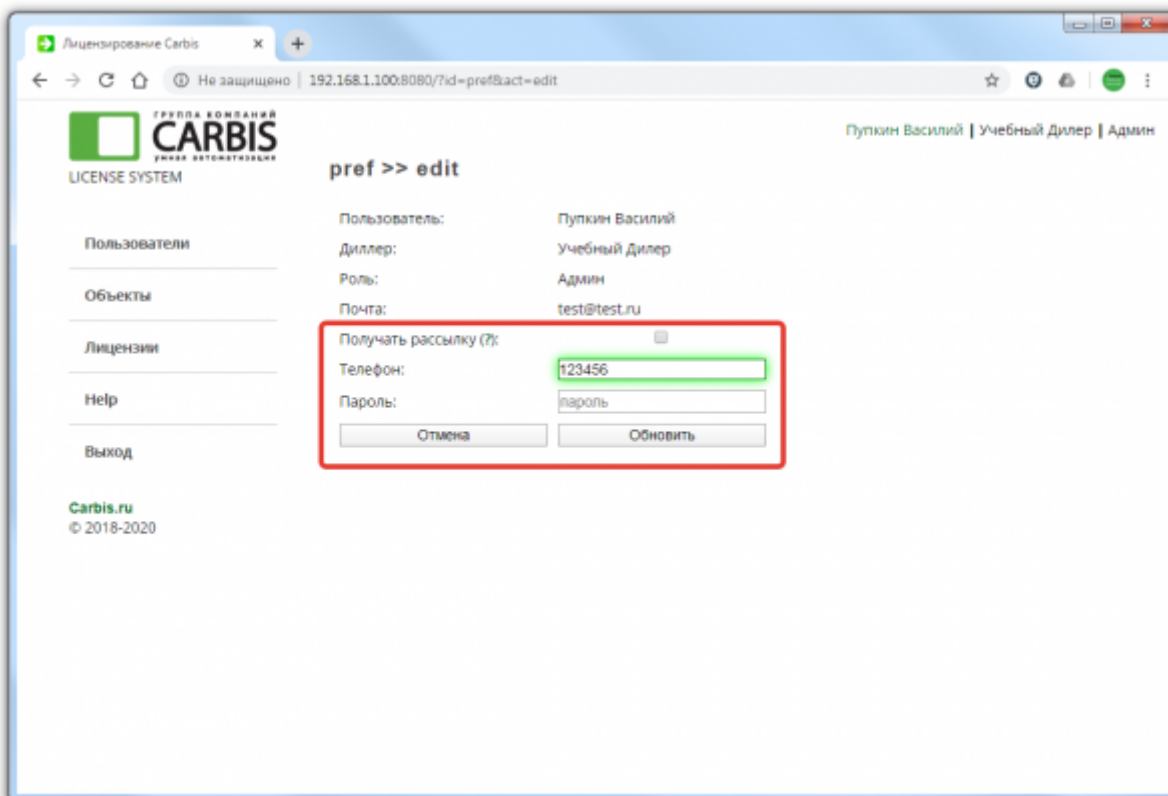 Лицензирование Carbis
Не защищено | 192.168.1.100:8080/?id=pref&act=edit
ГРУППА КОМПАНИЙ
CARBIS
умная автоматизация
LICENSE SYSTEM
Пупкин Василий | Учебный Дилер | Админ
pref >> edit
Пользователи
Объекты
Лицензии
Help
Выход
Carbis.ru
© 2018-2020
Пользователь: Пупкин Василий
Диллер: Учебный Дилер
Роль: Админ
Почта: test@test.ru
Получать рассылку (?):
Телефон: 123456
Пароль: пароль
Отмена Обновить